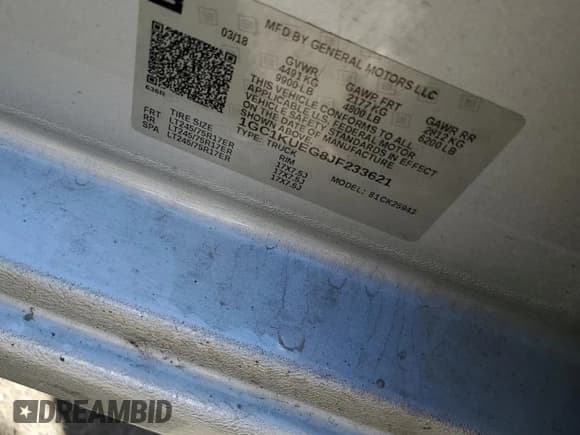 MFD BY GENERAL MOTORS LLC
03/18 GVWR GAWP FRT GAWR RR
4491 KG 2177 KG 2812 KG
9900 LB 4800 LB 6200 LB
THIS VEHICLE CONFORMS TO ALL
APPLICABLE U.S. FEDERAL MOTOR
VEHICLE SAFETY STANDARDS IN EFFECT
ON THE DATE OF MANUFACTURE
SHOWN ABOVE.
1GC1KUEG8JF233621
TYPE: TRUCK MODEL: 81CK25943
636R
TIRE SIZE RIM
FRT LT245/75R17ER 17X7.5J
RR LT245/75R17ER 17X7.5J
SPA LT245/75R17ER 17X7.5J
DREAMBID